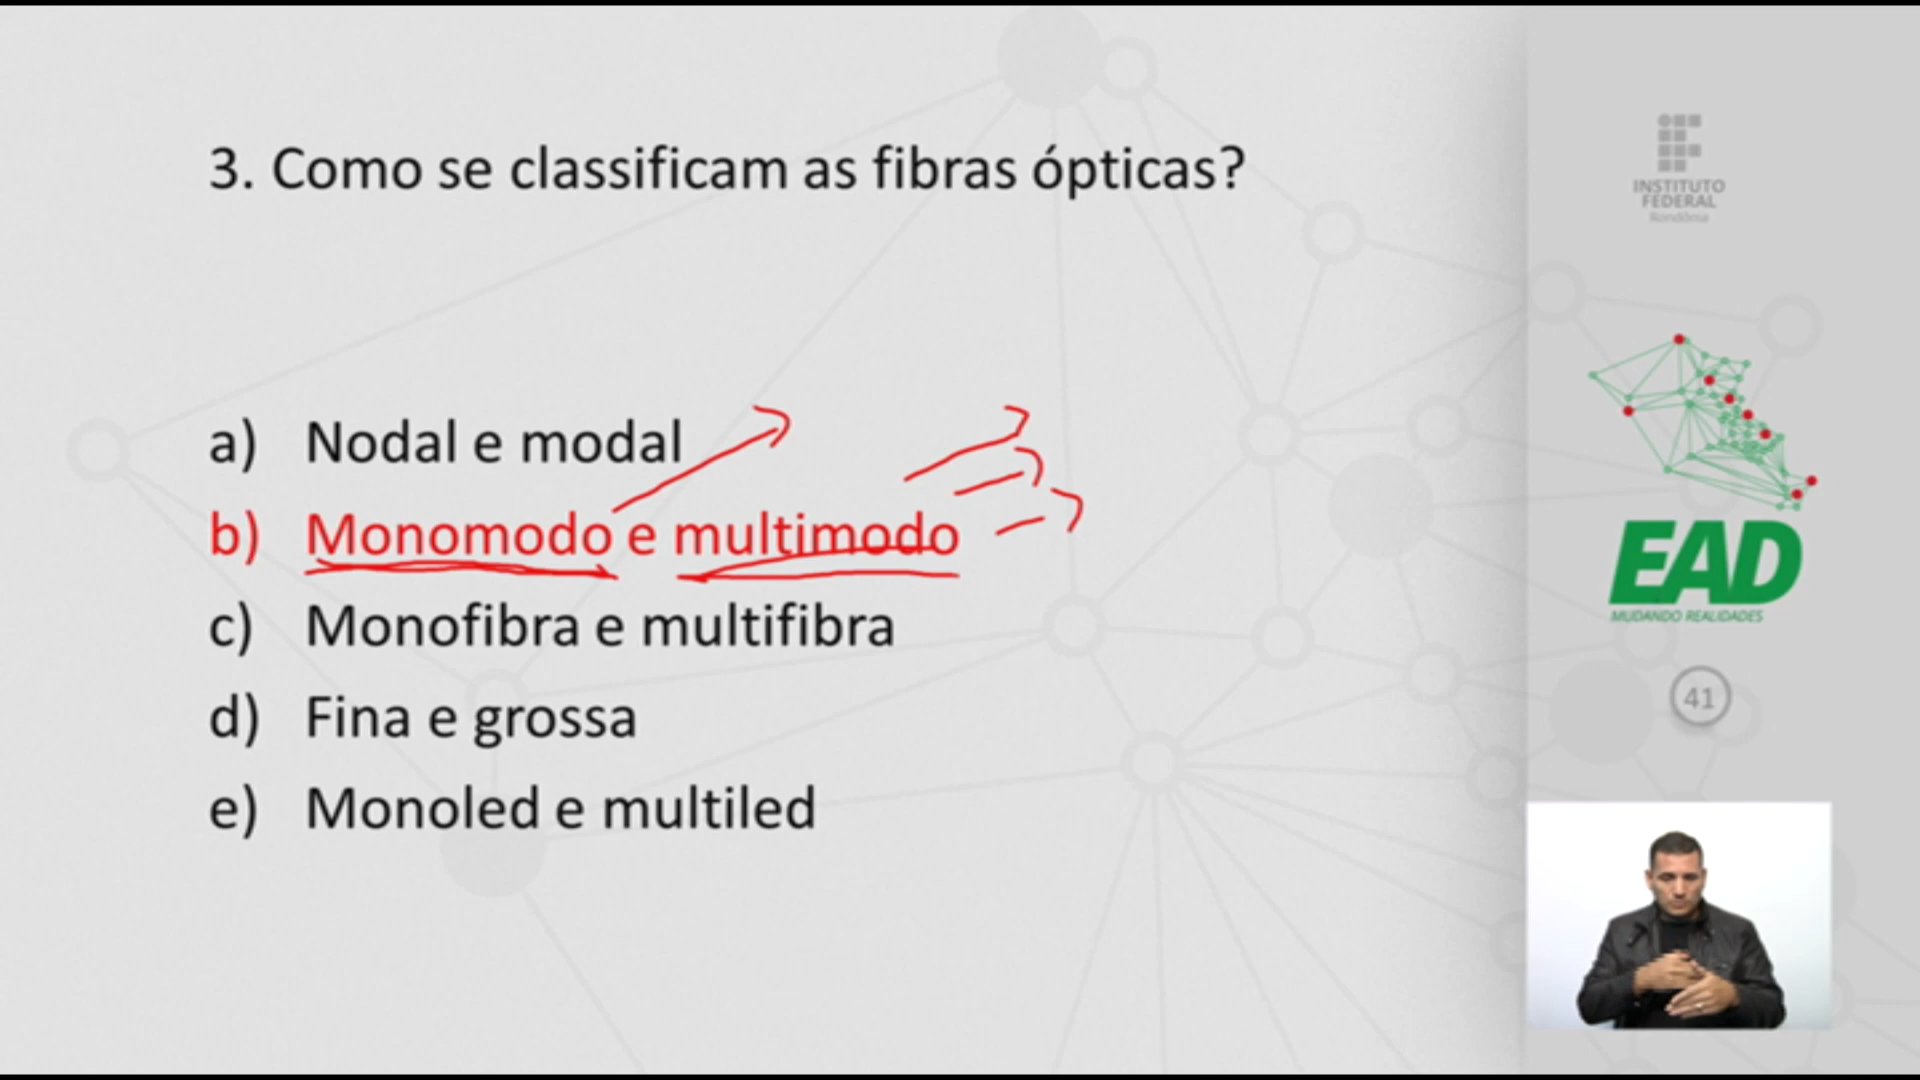 3. Como se classificam as fibras ópticas?
a) Nodal e modal
b) Monomodo e multimodo
c) Monofibra e multifibra
d) Fina e grossa
e) Monoled e multiled
INSTITUTO
FEDERAL
Rondônia
EAD
MUDANDO REALIDADES
41